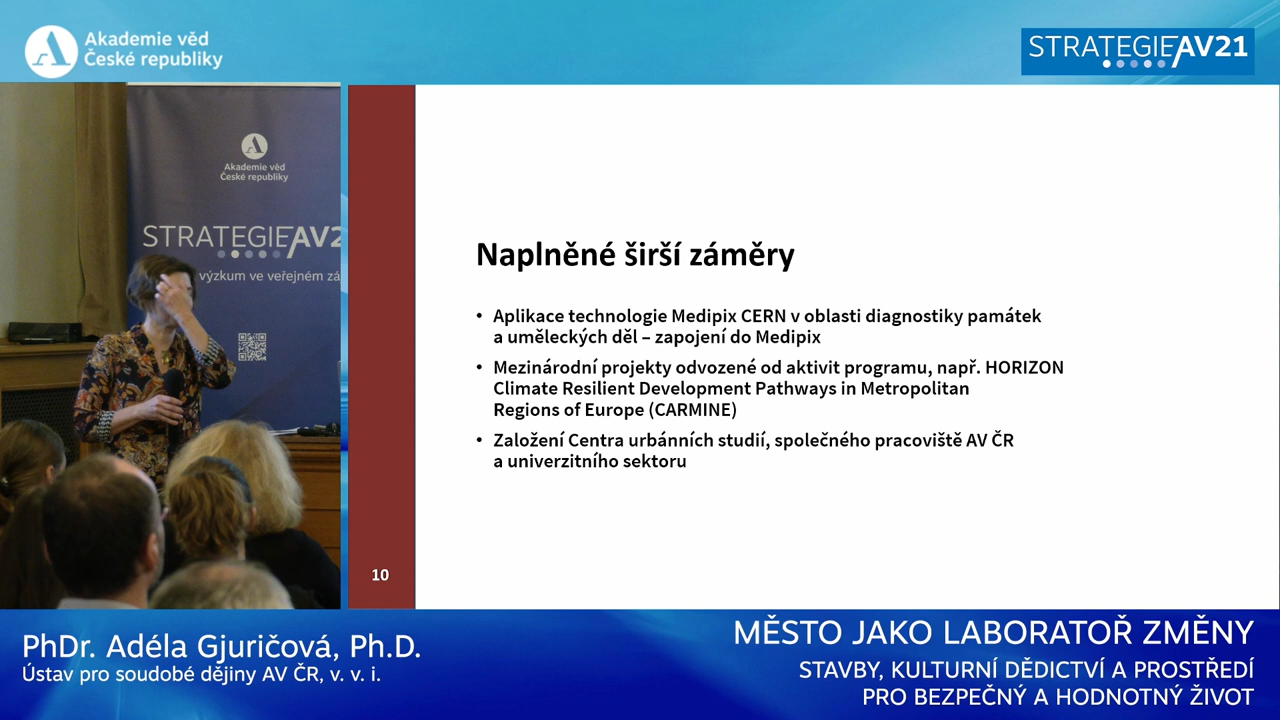 Akademie věd
České republiky
STRATEGIE AV21
Akademie věd
České republiky
STRATEGIE AV2
výzkum ve veřejném zá
Naplněné širší záměry
• Aplikace technologie Medipix CERN v oblasti diagnostiky památek
a uměleckých děl – zapojení do Medipix
• Mezinárodní projekty odvozené od aktivit programu, např. HORIZON
Climate Resilient Development Pathways in Metropolitan
Regions of Europe (CARMINE)
• Založení Centra urbánních studií, společného pracoviště AV ČR
a univerzitního sektoru
10
PhDr. Adéla Gjuričová, Ph.D.
Ústav pro soudobé dějiny AV ČR, v. v. i.
MĚSTO JAKO LABORATOŘ ZMĚNY
STAVBY, KULTURNÍ DĚDICTVÍ A PROSTŘEDÍ
PRO BEZPEČNÝ A HODNOTNÝ ŽIVOT